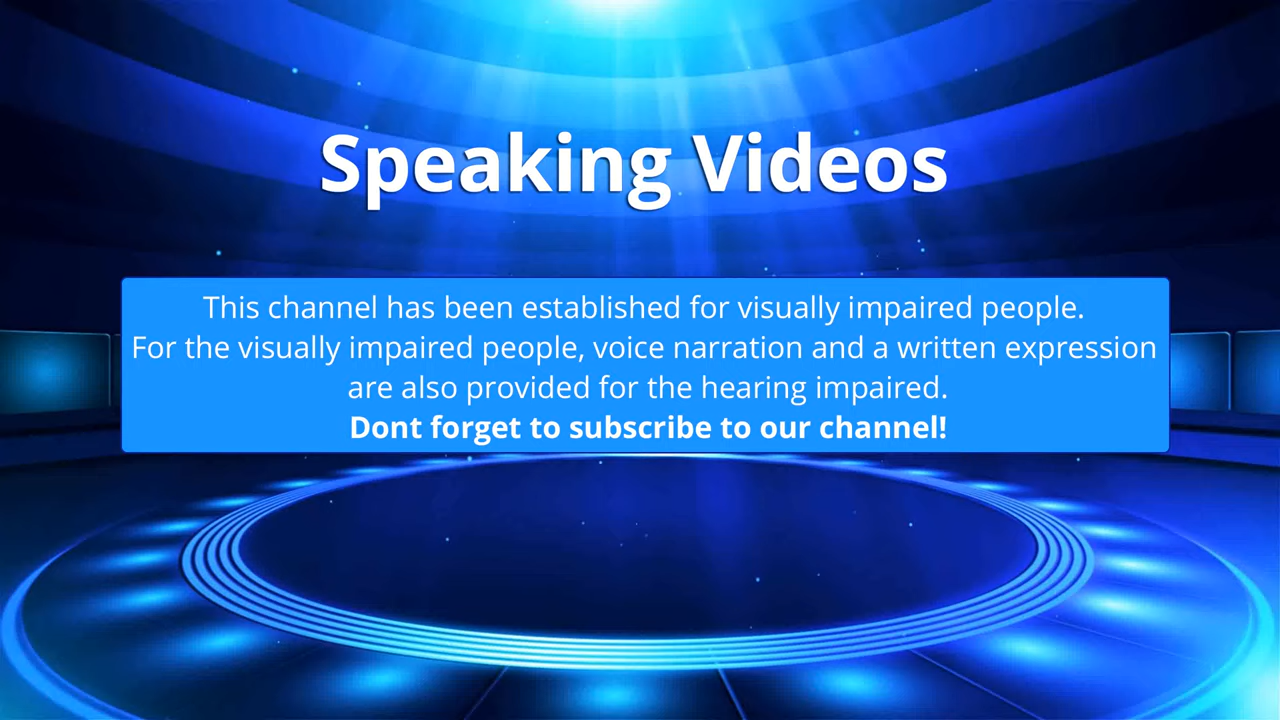 Speaking Videos
This channel has been established for visually impaired people.
For the visually impaired people, voice narration and a written expression
are also provided for the hearing impaired.
Dont forget to subscribe to our channel!